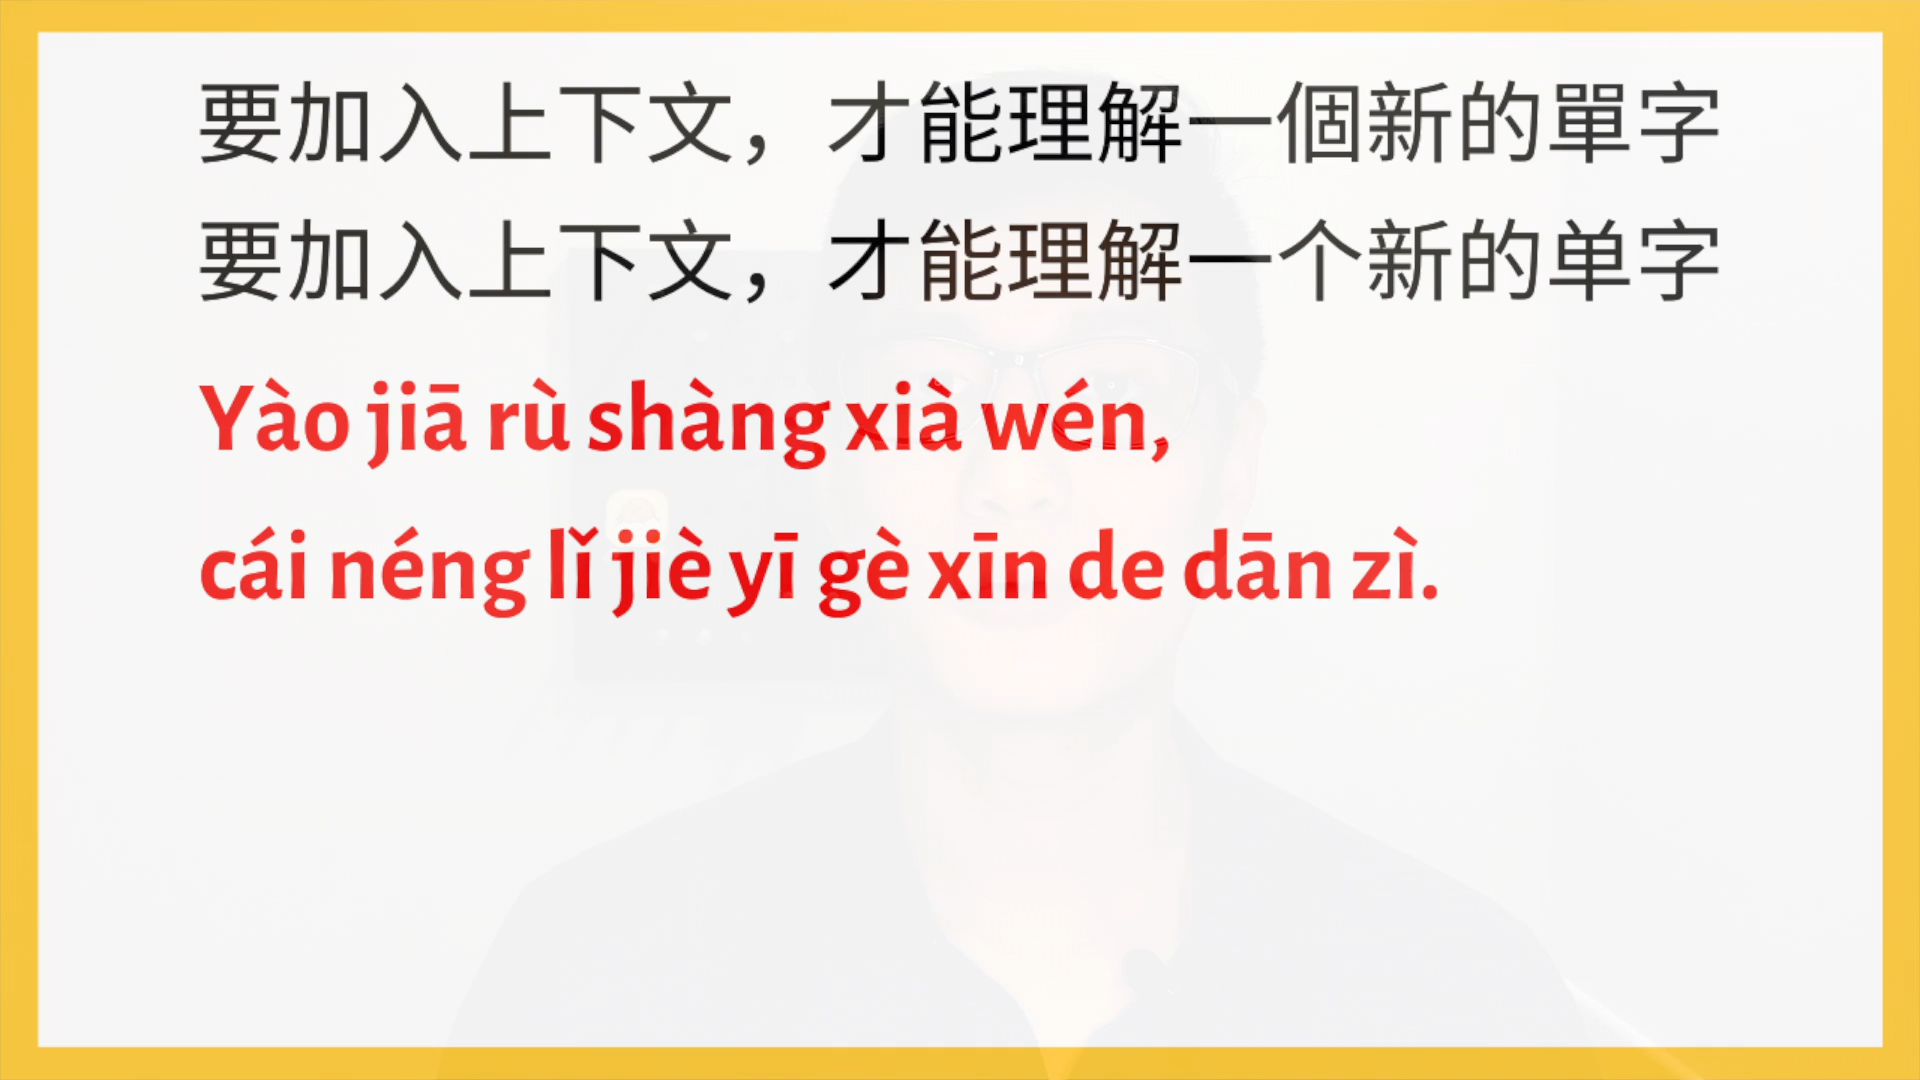 要加入上下文，才能理解一個新的單字
要加入上下文，才能理解一个新的单字
Yào jiā rù shàng xià wén,
cái néng lǐ jiè yī gè xīn de dān zì.